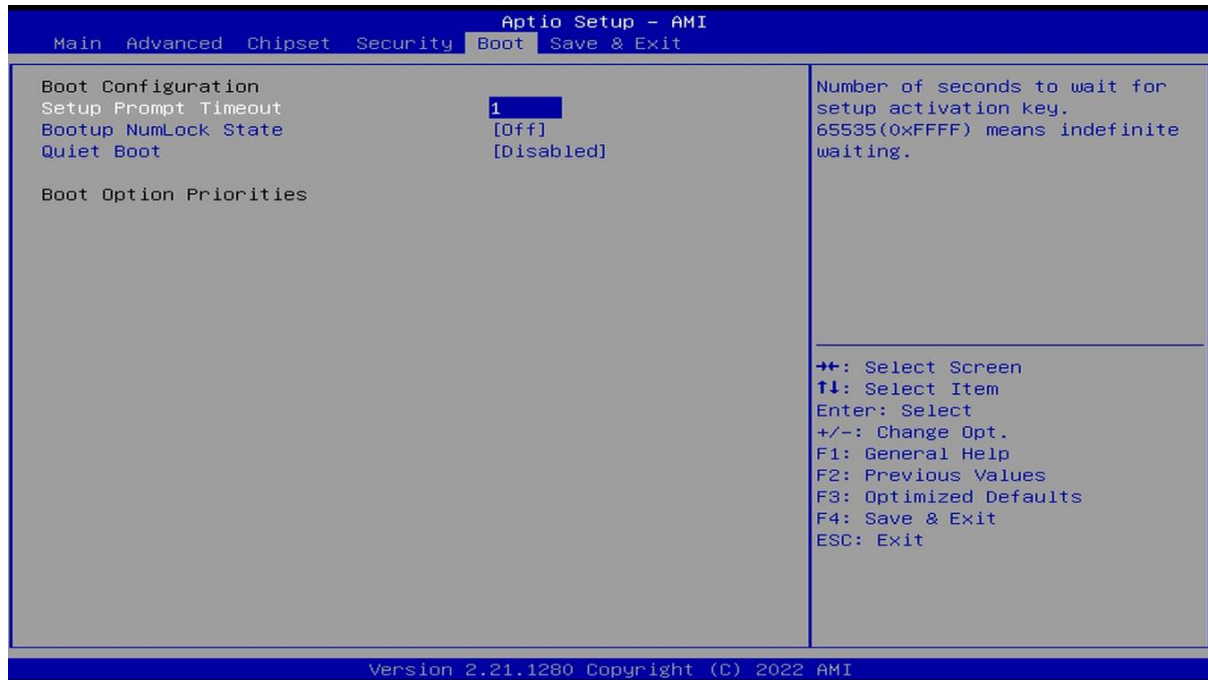 Aptio Setup – AMI
Main Advanced Chipset Security Boot Save & Exit
Boot Configuration
Setup Prompt Timeout 1
Bootup NumLock State [Off]
Quiet Boot [Disabled]
Boot Option Priorities
Number of seconds to wait for
setup activation key.
65535(0xFFFF) means indefinite
waiting.
→←: Select Screen
↑↓: Select Item
Enter: Select
+/-: Change Opt.
F1: General Help
F2: Previous Values
F3: Optimized Defaults
F4: Save & Exit
ESC: Exit
Version 2.21.1280 Copyright (C) 2022 AMI